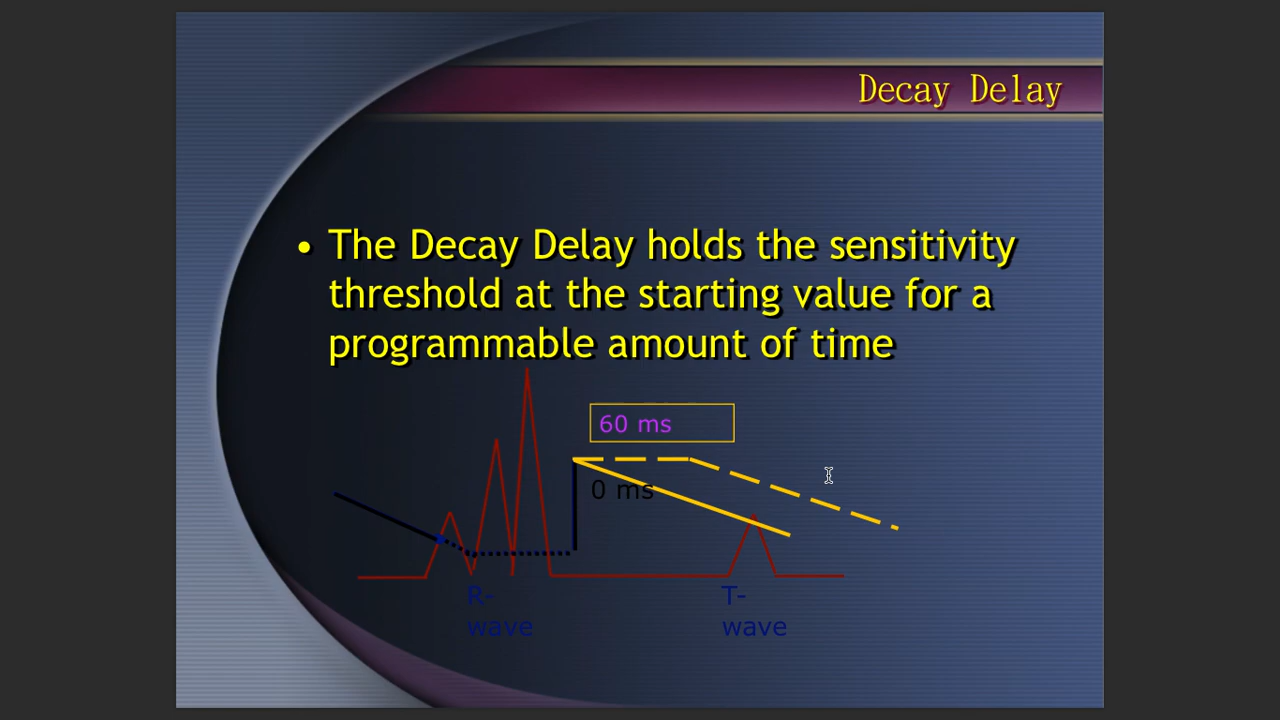 Decay Delay
• The Decay Delay holds the sensitivity
threshold at the starting value for a
programmable amount of time
60 ms
0 ms
R-
wave
T-
wave